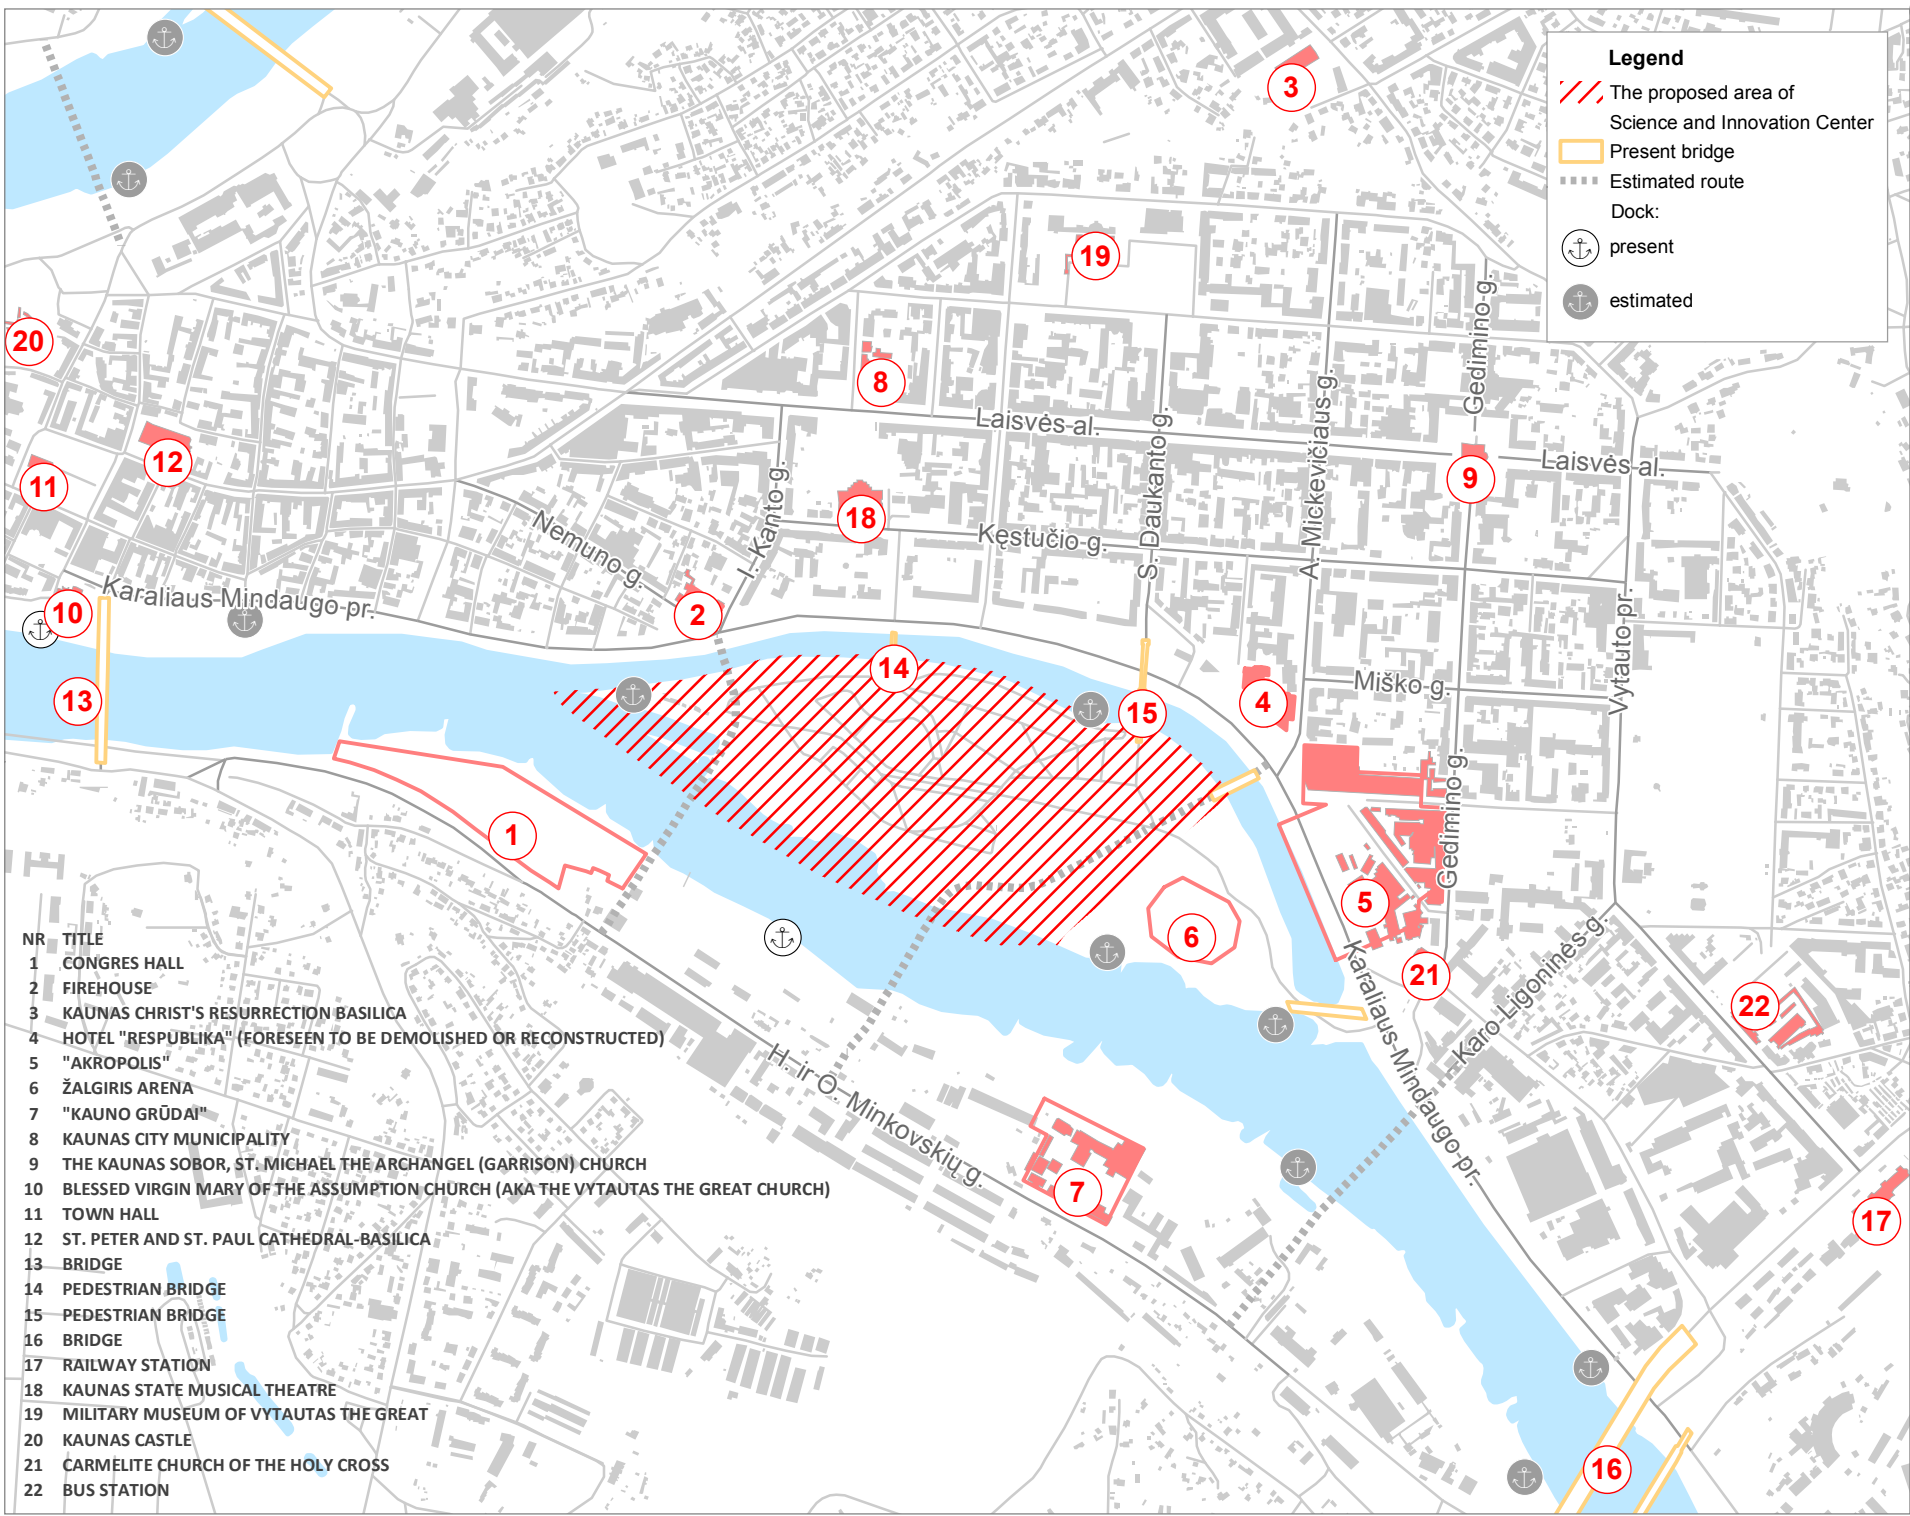 Legend
The proposed area of
Science and Innovation Center
Present bridge
Estimated route
Dock:
present
estimated
3
19
20
8
Gedimino g.
Laisvės al.
S. Daukanto g.
A. Mickevičiaus g.
12
11
9
Laisvės al.
18
I. Kanto g.
Nemuno g.
Kęstučio g.
Karaliaus Mindaugo pr.
10
2
Vytauto pr.
14
13
15
4
Miško g.
Gedimino g.
1
5
6
21
22
Karo Ligoninės g.
Karaliaus Mindaugo pr.
H. ir O. Minkovskių g.
7
17
16
NR TITLE
1 CONGRES HALL
2 FIREHOUSE
3 KAUNAS CHRIST'S RESURRECTION BASILICA
4 HOTEL "RESPUBLIKA" (FORESEEN TO BE DEMOLISHED OR RECONSTRUCTED)
5 "AKROPOLIS"
6 ŽALGIRIS ARENA
7 "KAUNO GRŪDAI"
8 KAUNAS CITY MUNICIPALITY
9 THE KAUNAS SOBOR, ST. MICHAEL THE ARCHANGEL (GARRISON) CHURCH
10 BLESSED VIRGIN MARY OF THE ASSUMPTION CHURCH (AKA THE VYTAUTAS THE GREAT CHURCH)
11 TOWN HALL
12 ST. PETER AND ST. PAUL CATHEDRAL-BASILICA
13 BRIDGE
14 PEDESTRIAN BRIDGE
15 PEDESTRIAN BRIDGE
16 BRIDGE
17 RAILWAY STATION
18 KAUNAS STATE MUSICAL THEATRE
19 MILITARY MUSEUM OF VYTAUTAS THE GREAT
20 KAUNAS CASTLE
21 CARMELITE CHURCH OF THE HOLY CROSS
22 BUS STATION